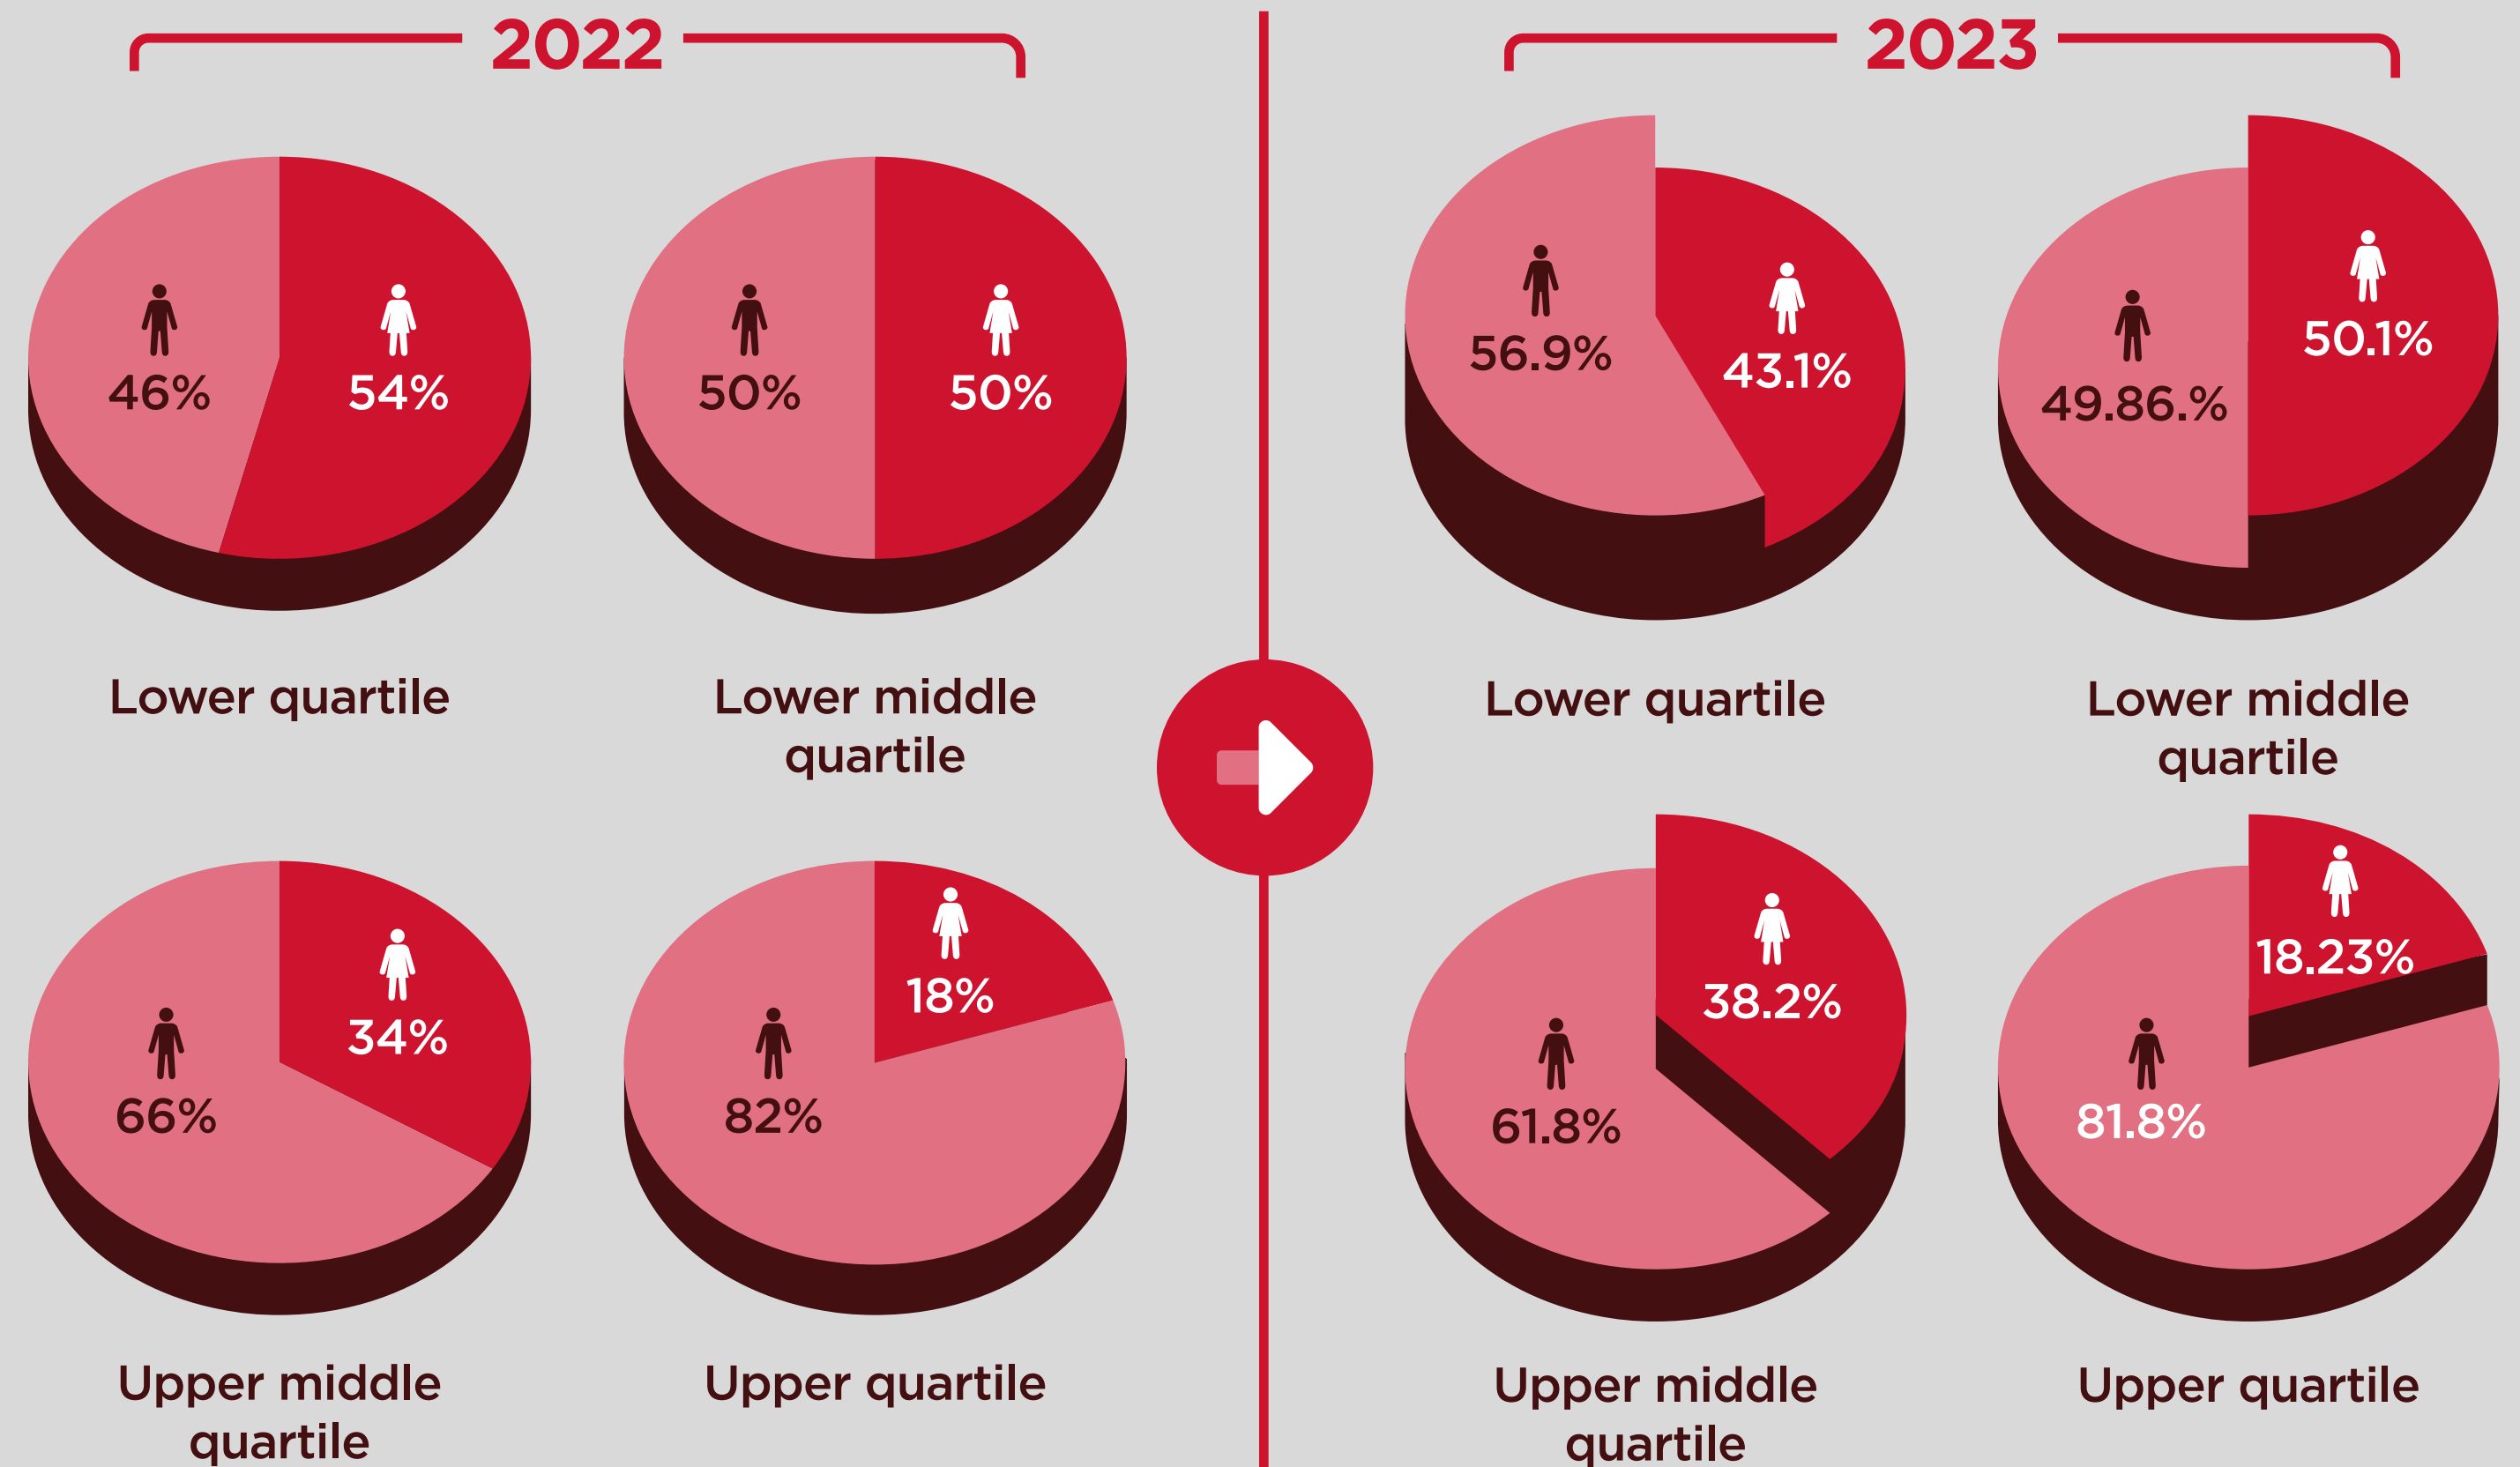 2022
46%
54%
Lower quartile
50%
50%
Lower middle
quartile
66%
34%
Upper middle
quartile
82%
18%
Upper quartile
2023
56.9%
43.1%
Lower quartile
49.86.%
50.1%
Lower middle
quartile
61.8%
38.2%
Upper middle
quartile
81.8%
18.23%
Upper quartile